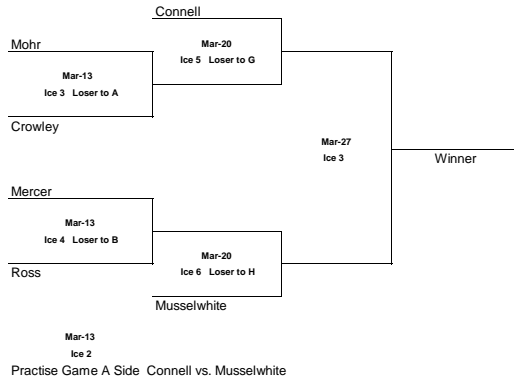 Connell
Mohr
Mar-20
Ice 5 Loser to G
Mar-13
Ice 3 Loser to A
Crowley
Mar-27
Ice 3
Winner
Mercer
Mar-13
Ice 4 Loser to B
Mar-20
Ice 6 Loser to H
Ross
Musselwhite
Mar-13
Ice 2
Practise Game A Side Connell vs. Musselwhite